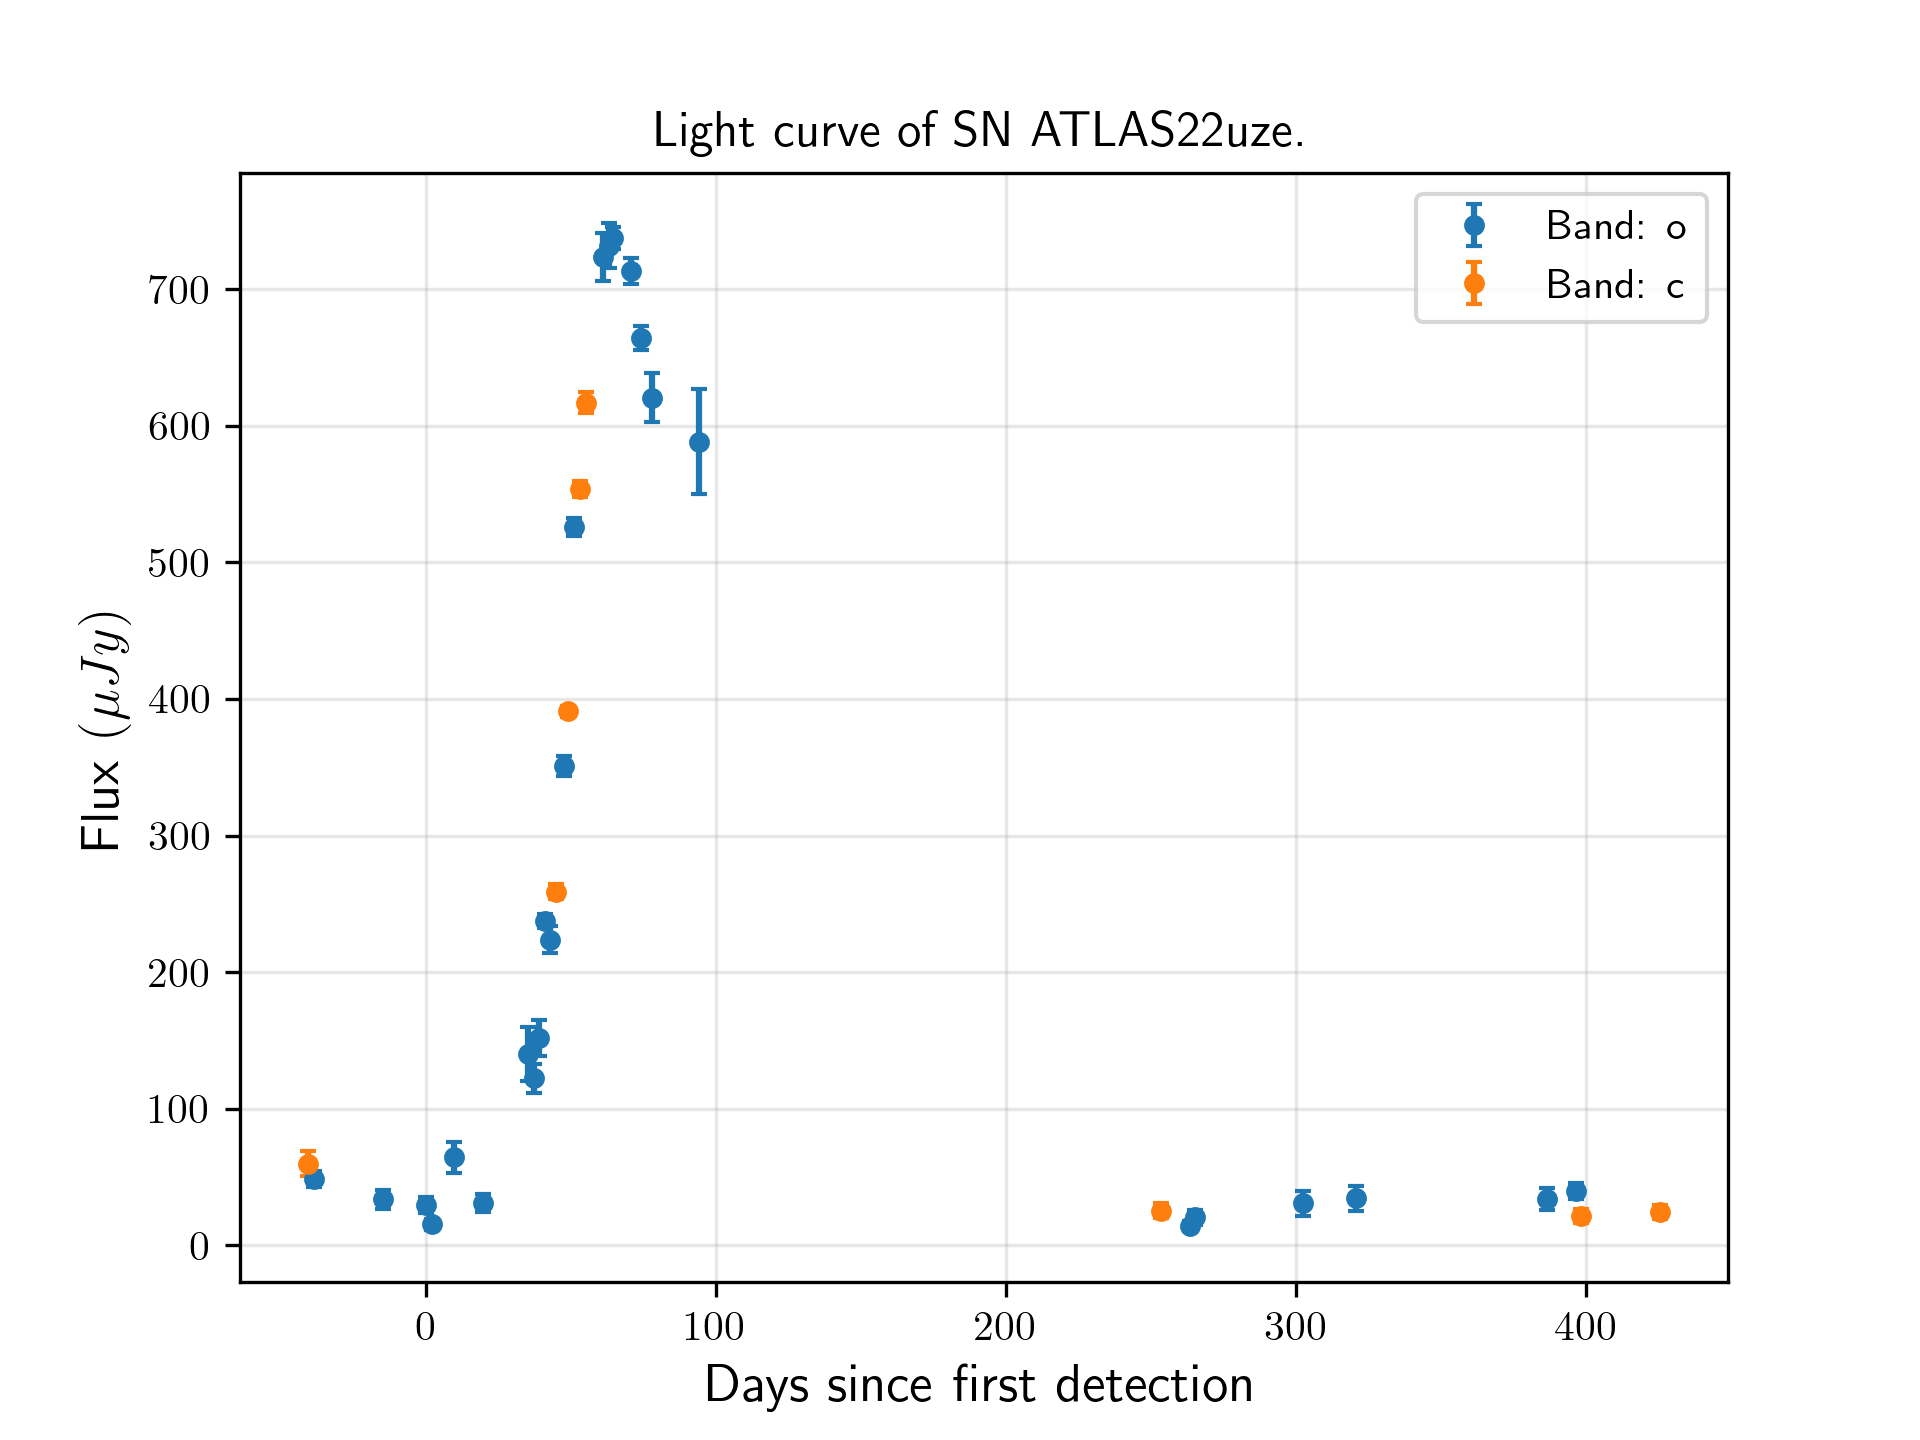 Light curve of SN ATLAS22uze.
Band: o
Band: c
Flux (μJy)
700
600
500
400
300
200
100
0
0 100 200 300 400
Days since first detection